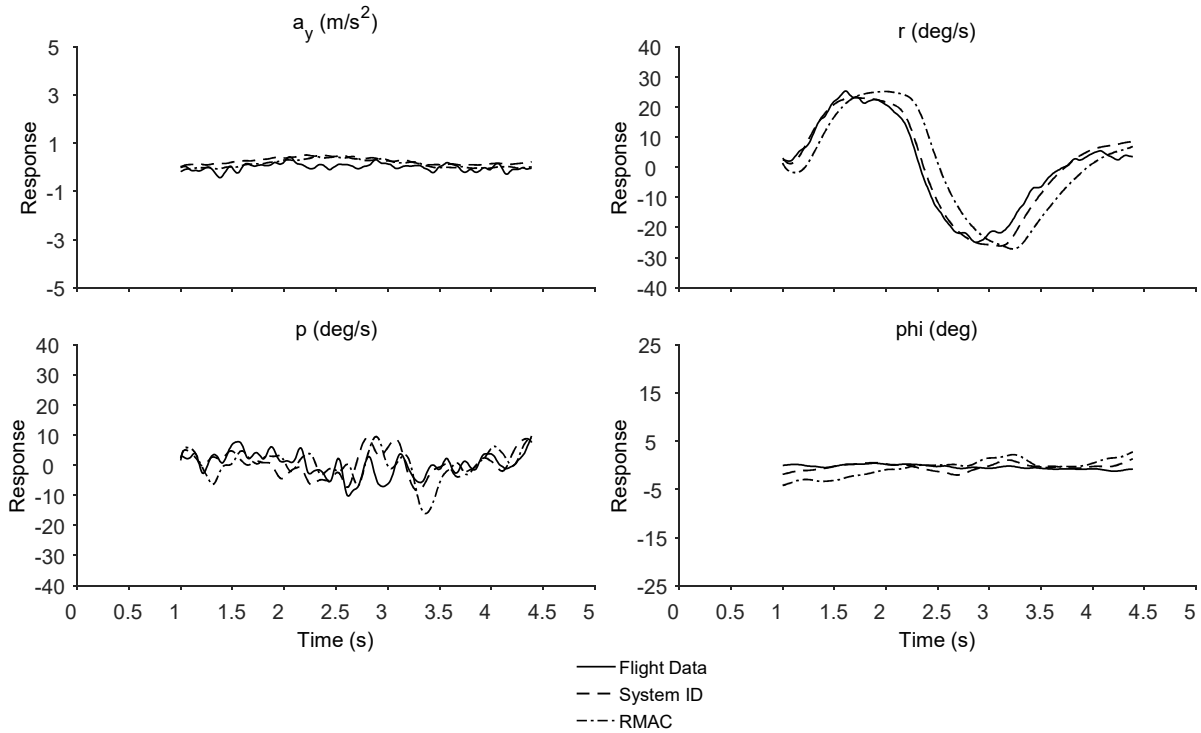 a_y (m/s^2)
5
3
1
-1
-3
-5
Response
r (deg/s)
40
30
20
10
0
-10
-20
-30
-40
Response
p (deg/s)
40
30
20
10
0
-10
-20
-30
-40
Response
0 0.5 1 1.5 2 2.5 3 3.5 4 4.5 5
Time (s)
phi (deg)
25
15
5
-5
-15
-25
Response
0 0.5 1 1.5 2 2.5 3 3.5 4 4.5 5
Time (s)
Flight Data
System ID
RMAC